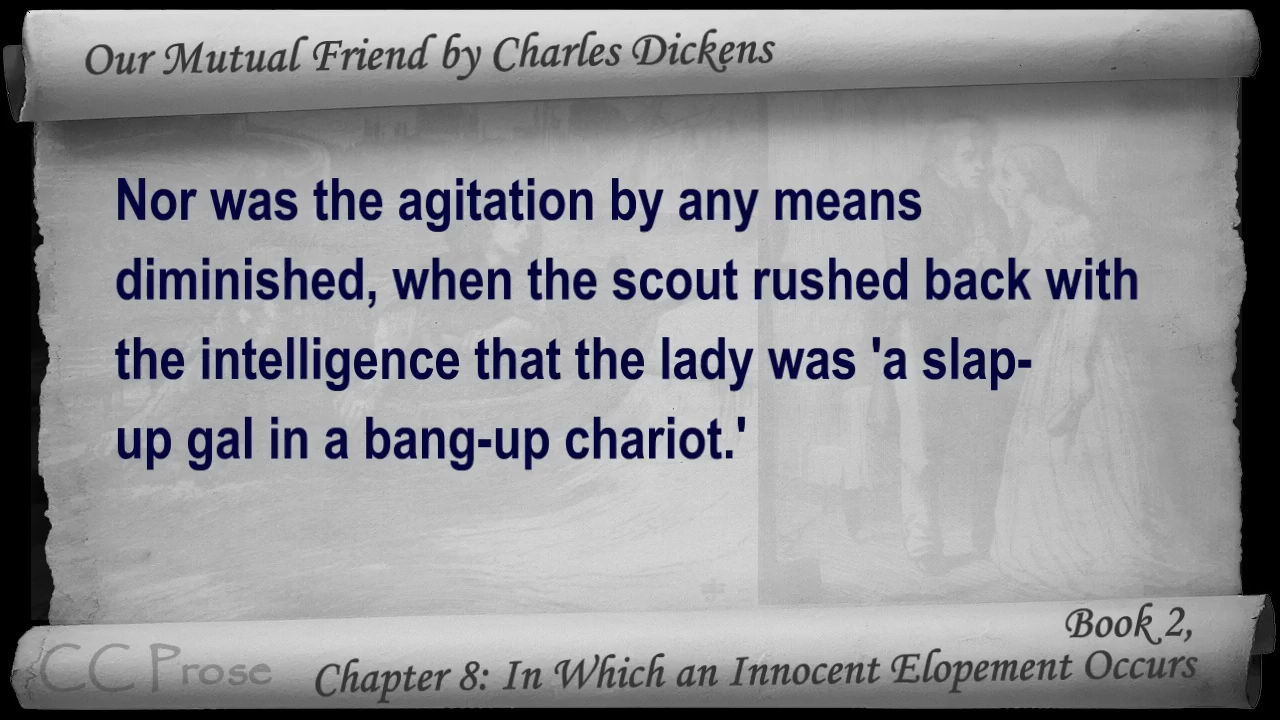 Our Mutual Friend by Charles Dickens
Nor was the agitation by any means
diminished, when the scout rushed back with
the intelligence that the lady was 'a slap-
up gal in a bang-up chariot.'
Book 2,
CC Prose
Chapter 8: In Which an Innocent Elopement Occurs